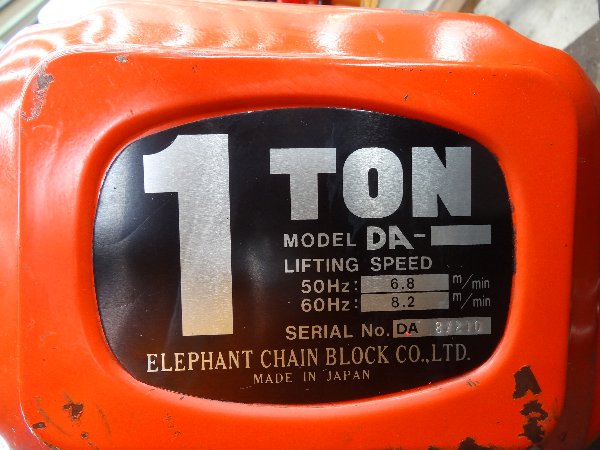 1 TON
MODEL DA-
LIFTING SPEED
50Hz: 6.8 m/min
60Hz: 8.2 m/min
SERIAL No. DA
ELEPHANT CHAIN BLOCK CO.,LTD.
MADE IN JAPAN